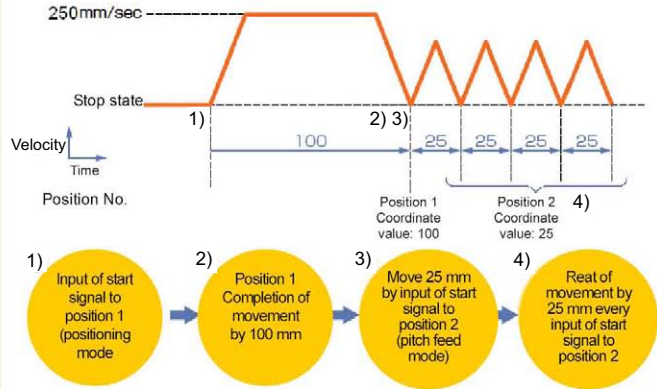 250mm/sec
Stop state
1)
2) 3)
Velocity
Time
100
25
25
25
25
Position No.
Position 1
Coordinate
value: 100
Position 2
Coordinate
value: 25
4)
1)
Input of start
signal to
position 1
(positioning
mode
2)
Position 1
Completion of
movement
by 100 mm
3)
Move 25 mm
by input of start
signal to
position 2
(pitch feed
mode)
4)
Reat of
movement by
25 mm every
input of start
signal to
position 2